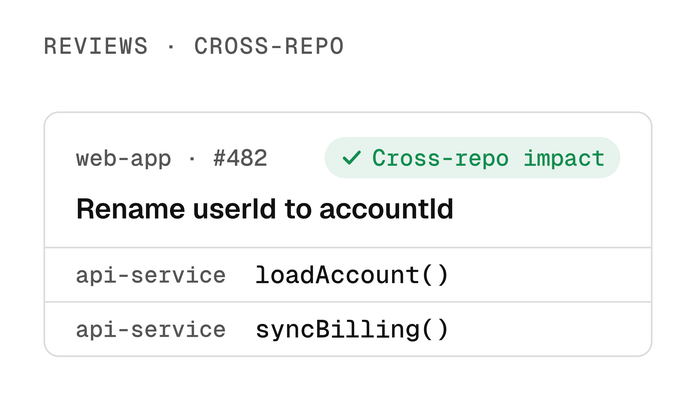 REVIEWS · CROSS-REPO
web-app · #482
✓ Cross-repo impact
Rename userId to accountId
api-service loadAccount()
api-service syncBilling()